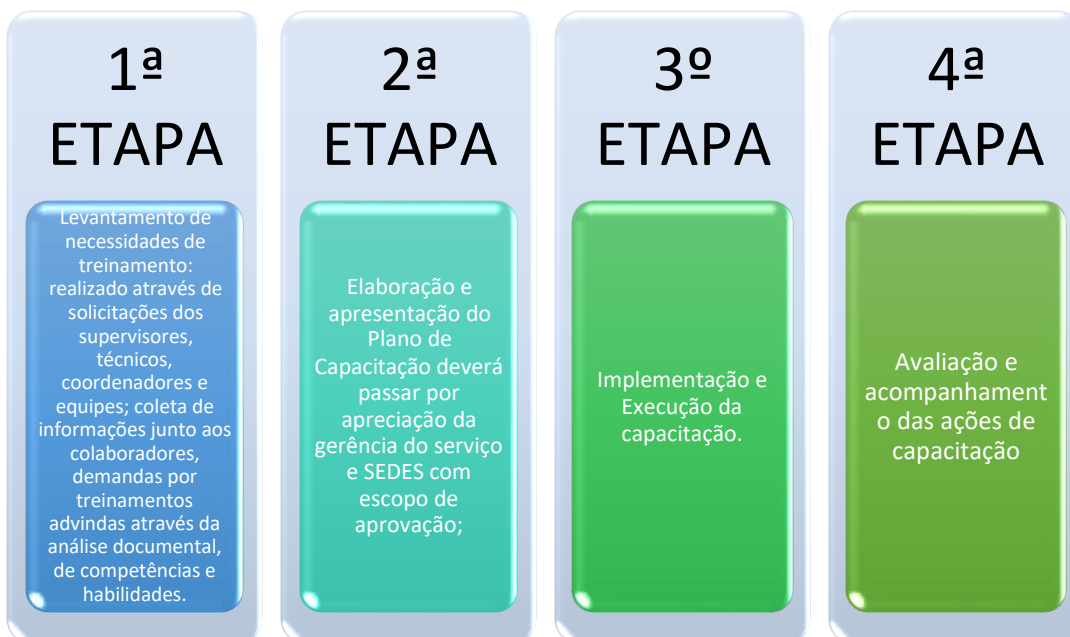 1ª
ETAPA
Levantamento de
necessidades de
treinamento:
realizado através de
solicitações dos
supervisores,
técnicos,
coordenadores e
equipes; coleta de
informações junto aos
colaboradores,
demandas por
treinamentos
advindas através da
análise documental,
de competências e
habilidades.
2ª
ETAPA
Elaboração e
apresentação do
Plano de
Capacitação deverá
passar por
apreciação da
gerência do serviço
e SEDES com
escopo de
aprovação;
3º
ETAPA
Implementação e
Execução da
capacitação.
4ª
ETAPA
Avaliação e
acompanhament
o das ações de
capacitação